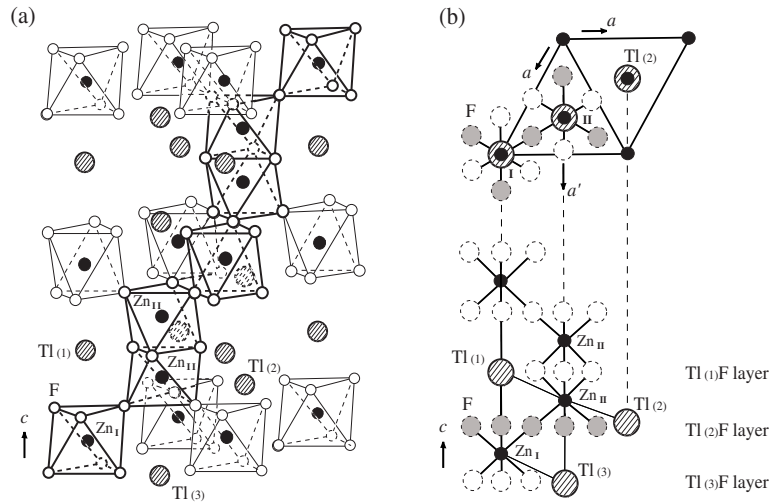 (a)
Zn II
Tl (1)
Zn II
Tl (2)
F
Zn I
c
Tl (3)
(b)
a
Tl (2)
a
F
II
I
a′
Zn II
Tl (1)
Tl (1)F layer
Zn II
F
Tl (2)
c
Tl (2)F layer
Zn I
Tl (3)
Tl (3)F layer